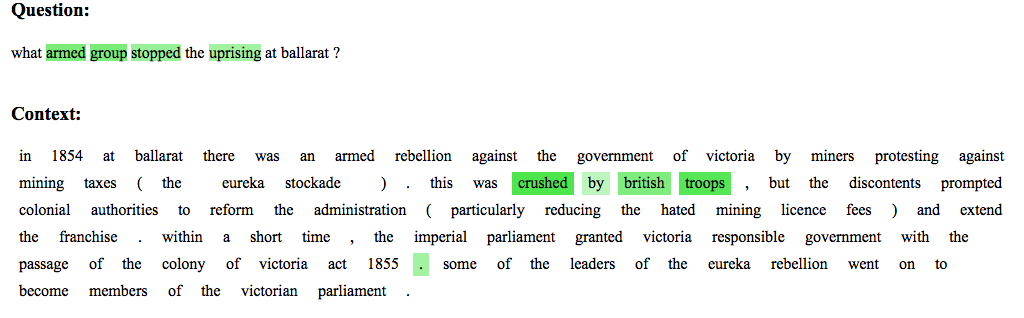 Question:
what armed group stopped the uprising at ballarat ?
Context:
in 1854 at ballarat there was an armed rebellion against the government of victoria by miners protesting against
mining taxes ( the eureka stockade ) . this was crushed by british troops , but the discontents prompted
colonial authorities to reform the administration ( particularly reducing the hated mining licence fees ) and extend
the franchise . within a short time , the imperial parliament granted victoria responsible government with the
passage of the colony of victoria act 1855 . some of the leaders of the eureka rebellion went on to
become members of the victorian parliament .